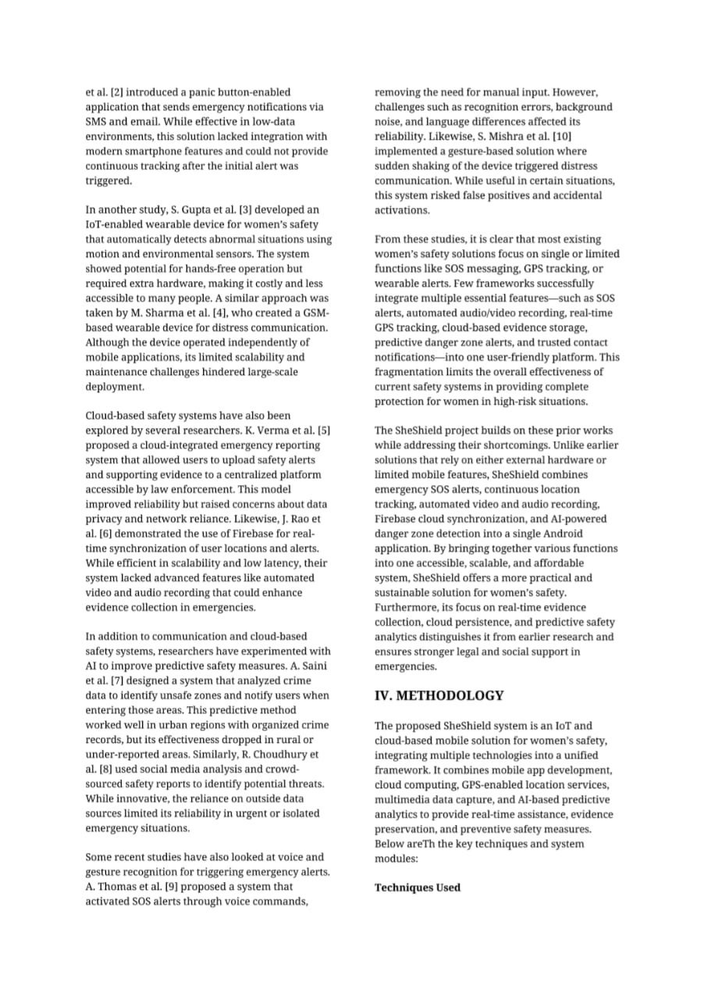 et al. [2] introduced a panic button-enabled
application that sends emergency notifications via
SMS and email. While effective in low-data
environments, this solution lacked integration with
modern smartphone features and could not provide
continuous tracking after the initial alert was
triggered.
In another study, S. Gupta et al. [3] developed an
IoT-enabled wearable device for women’s safety
that automatically detects abnormal situations using
motion and environmental sensors. The system
showed potential for hands-free operation but
required extra hardware, making it costly and less
accessible to many people. A similar approach was
taken by M. Sharma et al. [4], who created a GSM-
based wearable device for distress communication.
Although the device operated independently of
mobile applications, its limited scalability and
maintenance challenges hindered large-scale
deployment.
Cloud-based safety systems have also been
explored by several researchers. K. Verma et al. [5]
proposed a cloud-integrated emergency reporting
system that allowed users to upload safety alerts
and supporting evidence to a centralized platform
accessible by law enforcement. This model
improved reliability but raised concerns about data
privacy and network reliance. Likewise, J. Rao et
al. [6] demonstrated the use of Firebase for real-
time synchronization of user locations and alerts.
While efficient in scalability and low latency, their
system lacked advanced features like automated
video and audio recording that could enhance
evidence collection in emergencies.
In addition to communication and cloud-based
safety systems, researchers have experimented with
AI to improve predictive safety measures. A. Saini
et al. [7] designed a system that analyzed crime
data to identify unsafe zones and notify users when
entering those areas. This predictive method
worked well in urban regions with organized crime
records, but its effectiveness dropped in rural or
under-reported areas. Similarly, R. Choudhury et
al. [8] used social media analysis and crowd-
sourced safety reports to identify potential threats.
While innovative, the reliance on outside data
sources limited its reliability in urgent or isolated
emergency situations.
Some recent studies have also looked at voice and
gesture recognition for triggering emergency alerts.
A. Thomas et al. [9] proposed a system that
activated SOS alerts through voice commands,
removing the need for manual input. However,
challenges such as recognition errors, background
noise, and language differences affected its
reliability. Likewise, S. Mishra et al. [10]
implemented a gesture-based solution where
sudden shaking of the device triggered distress
communication. While useful in certain situations,
this system risked false positives and accidental
activations.
From these studies, it is clear that most existing
women’s safety solutions focus on single or limited
functions like SOS messaging, GPS tracking, or
wearable alerts. Few frameworks successfully
integrate multiple essential features—such as SOS
alerts, automated audio/video recording, real-time
GPS tracking, cloud-based evidence storage,
predictive danger zone alerts, and trusted contact
notifications—into one user-friendly platform. This
fragmentation limits the overall effectiveness of
current safety systems in providing complete
protection for women in high-risk situations.
The SheShield project builds on these prior works
while addressing their shortcomings. Unlike earlier
solutions that rely on either external hardware or
limited mobile features, SheShield combines
emergency SOS alerts, continuous location
tracking, automated video and audio recording,
Firebase cloud synchronization, and AI-powered
danger zone detection into a single Android
application. By bringing together various functions
into one accessible, scalable, and affordable
system, SheShield offers a more practical and
sustainable solution for women’s safety.
Furthermore, its focus on real-time evidence
collection, cloud persistence, and predictive safety
analytics distinguishes it from earlier research and
ensures stronger legal and social support in
emergencies.
IV. METHODOLOGY
The proposed SheShield system is an IoT and
cloud-based mobile solution for women’s safety,
integrating multiple technologies into a unified
framework. It combines mobile app development,
cloud computing, GPS-enabled location services,
multimedia data capture, and AI-based predictive
analytics to provide real-time assistance, evidence
preservation, and preventive safety measures.
Below areTh the key techniques and system
modules:
Techniques Used